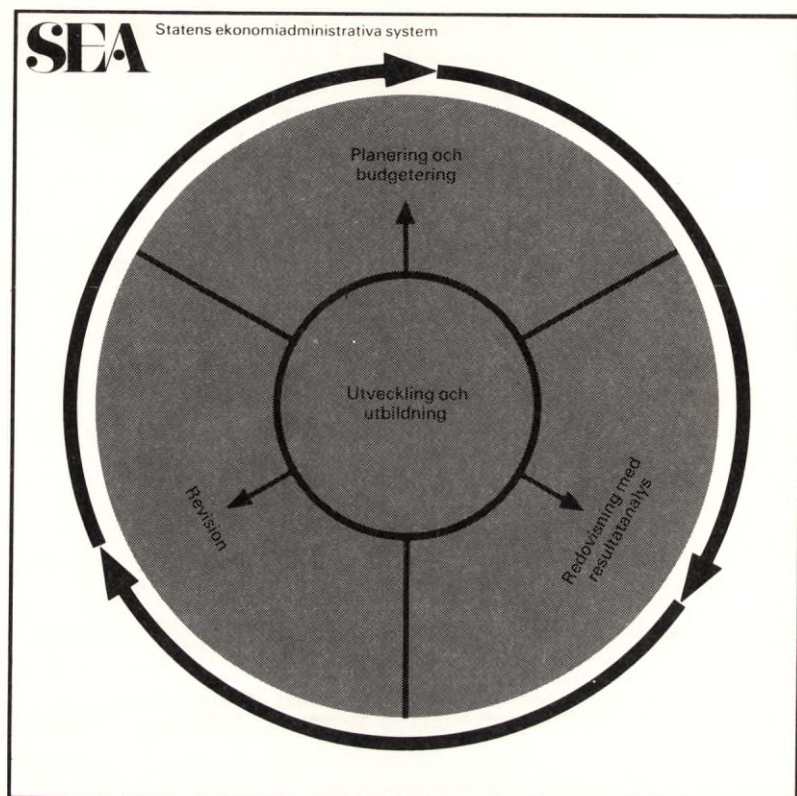 SEA
Statens ekonomiadministrativa system
Planering och
budgetering
Utveckling och
utbildning
Revision
Redovisning med
resultatanalys